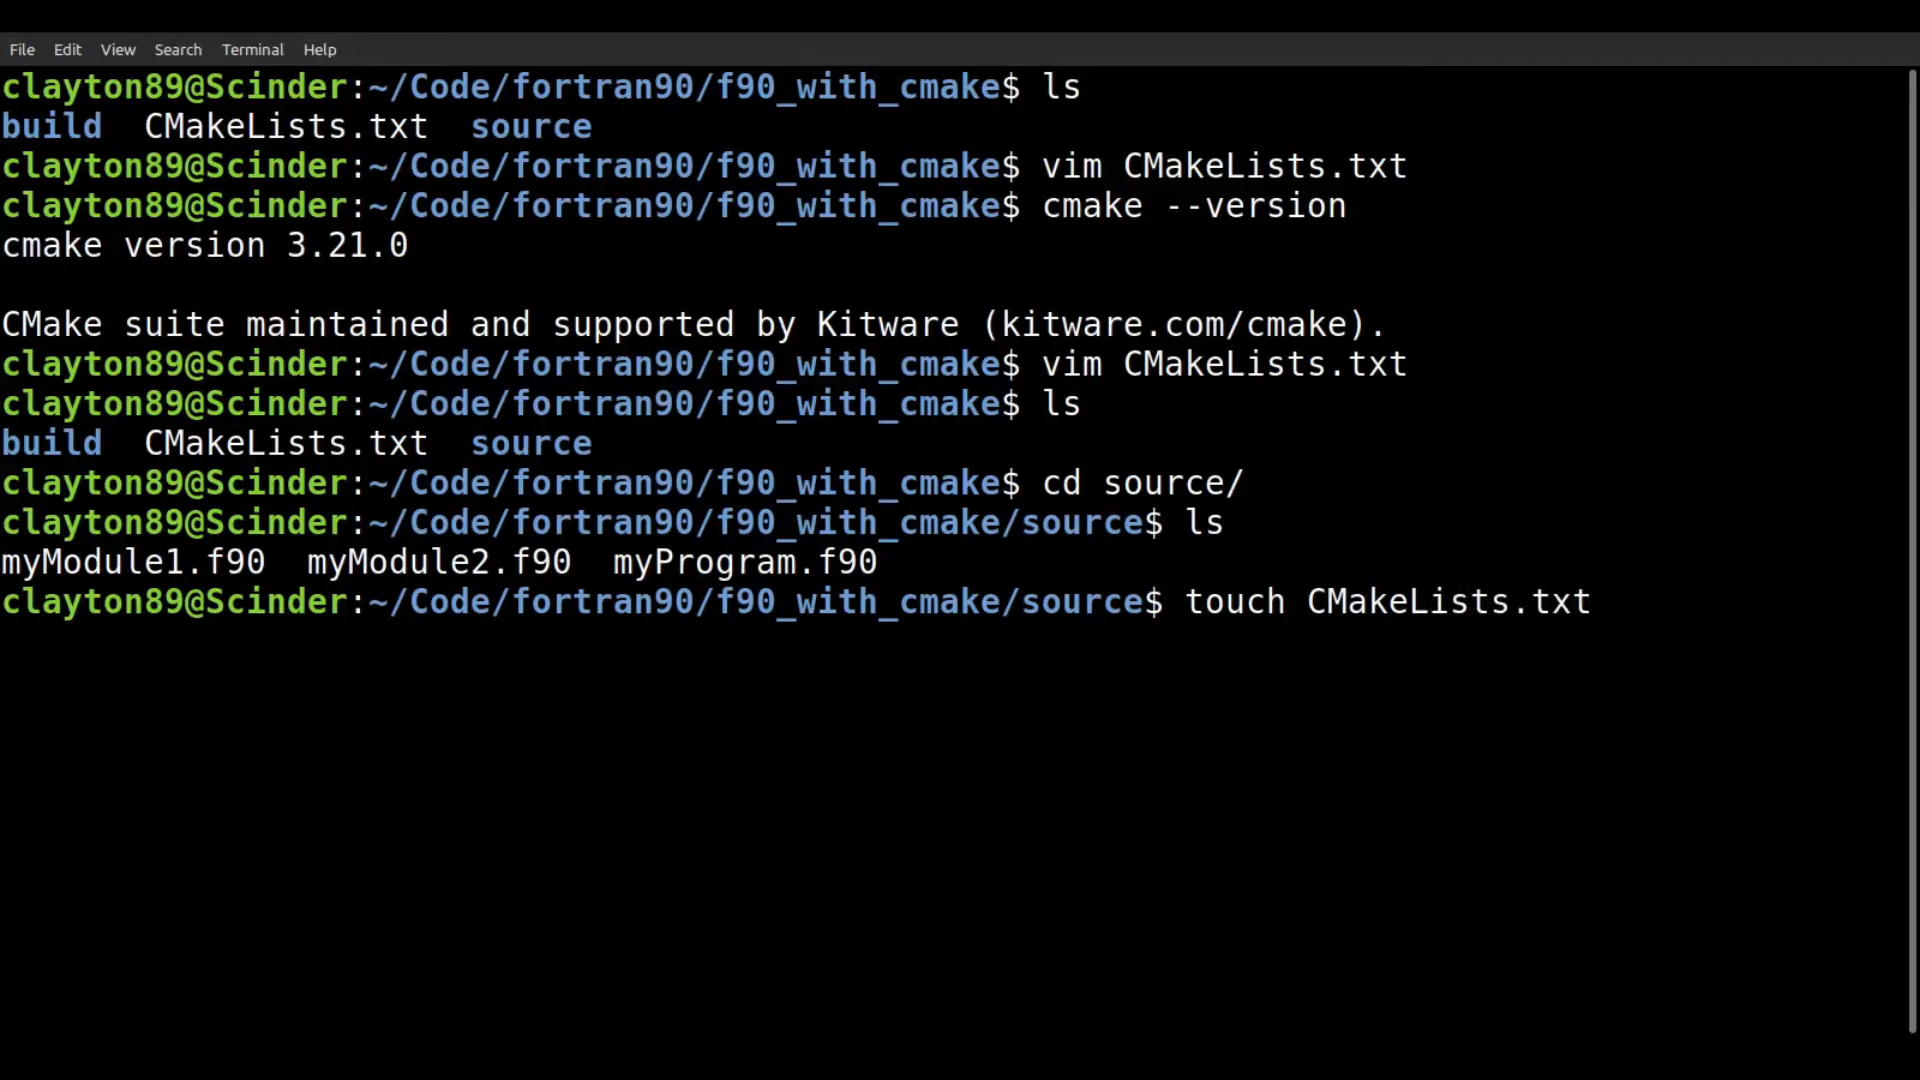 File Edit View Search Terminal Help
clayton89@Scinder:~/Code/fortran90/f90_with_cmake$ ls
build  CMakeLists.txt  source
clayton89@Scinder:~/Code/fortran90/f90_with_cmake$ vim CMakeLists.txt
clayton89@Scinder:~/Code/fortran90/f90_with_cmake$ cmake --version
cmake version 3.21.0
CMake suite maintained and supported by Kitware (kitware.com/cmake).
clayton89@Scinder:~/Code/fortran90/f90_with_cmake$ vim CMakeLists.txt
clayton89@Scinder:~/Code/fortran90/f90_with_cmake$ ls
build  CMakeLists.txt  source
clayton89@Scinder:~/Code/fortran90/f90_with_cmake$ cd source/
clayton89@Scinder:~/Code/fortran90/f90_with_cmake/source$ ls
myModule1.f90  myModule2.f90  myProgram.f90
clayton89@Scinder:~/Code/fortran90/f90_with_cmake/source$ touch CMakeLists.txt